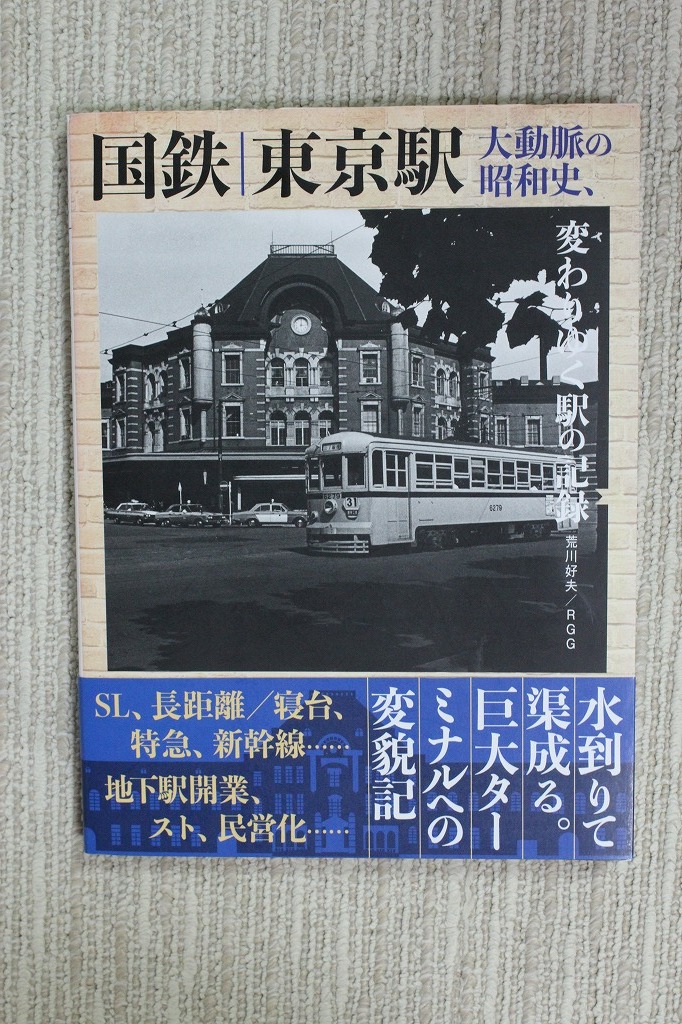 国鉄|東京駅
大動脈の
昭和史、
変わりゆく駅の記録
荒川好夫/RGG
6279
31
6279
水到りて
渠成る。
巨大ター
ミナルへの
変貌記
SL、長距離/寝台、
特急、新幹線……
地下駅開業、
スト、民営化……